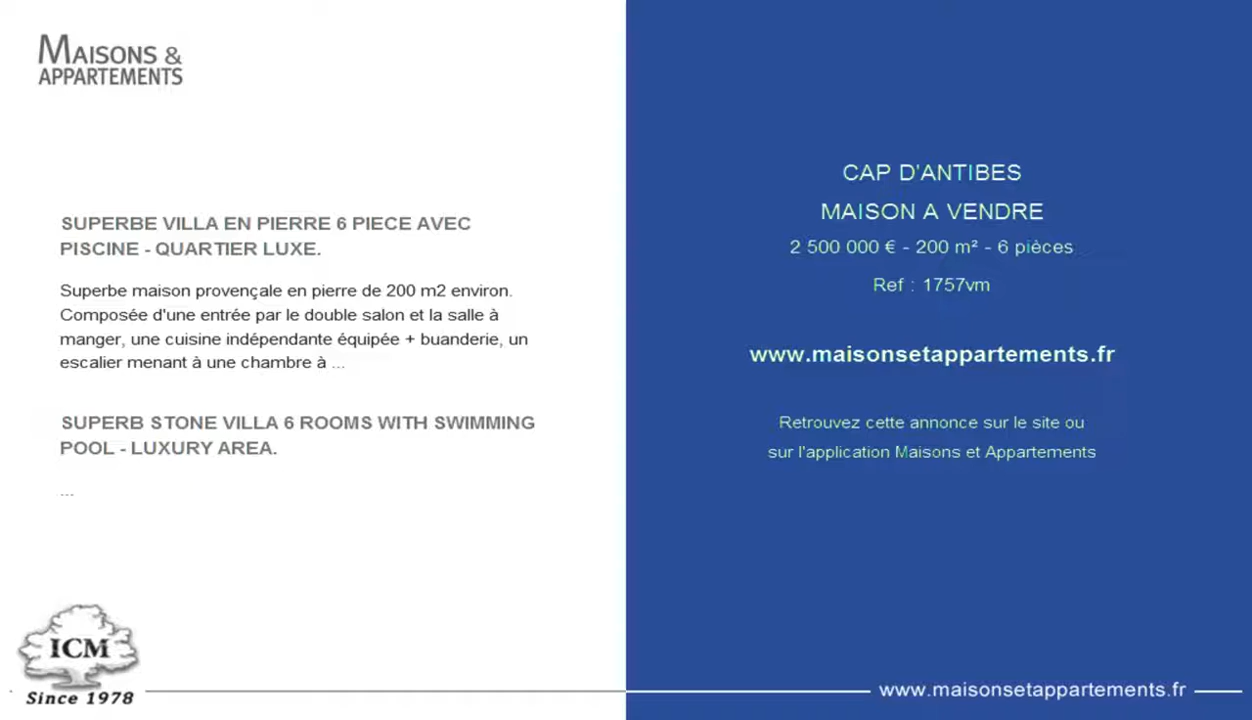 MAISONS &
APPARTEMENTS
SUPERBE VILLA EN PIERRE 6 PIECE AVEC
PISCINE - QUARTIER LUXE.
Superbe maison provençale en pierre de 200 m2 environ.
Composée d'une entrée par le double salon et la salle à
manger, une cuisine indépendante équipée + buanderie, un
escalier menant à une chambre à ...
SUPERB STONE VILLA 6 ROOMS WITH SWIMMING
POOL - LUXURY AREA.
...
ICM
Since 1978
CAP D'ANTIBES
MAISON A VENDRE
2 500 000 € - 200 m² - 6 pièces
Ref : 1757vm
www.maisonsetappartements.fr
Retrouvez cette annonce sur le site ou
sur l'application Maisons et Appartements
www.maisonsetappartements.fr